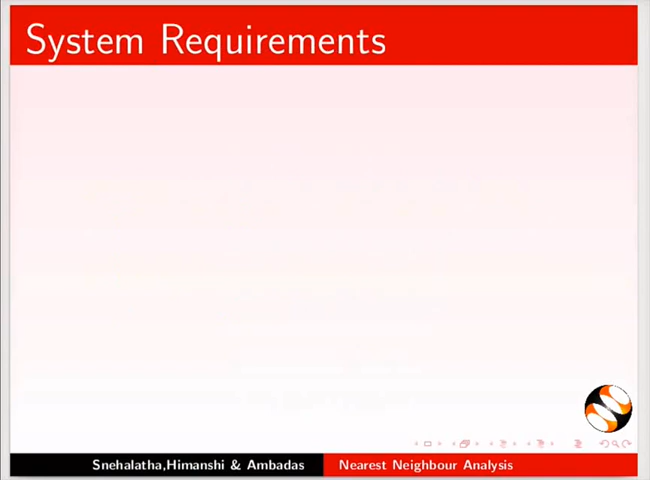 System Requirements
Snehalatha,Himanshi & Ambadas
Nearest Neighbour Analysis